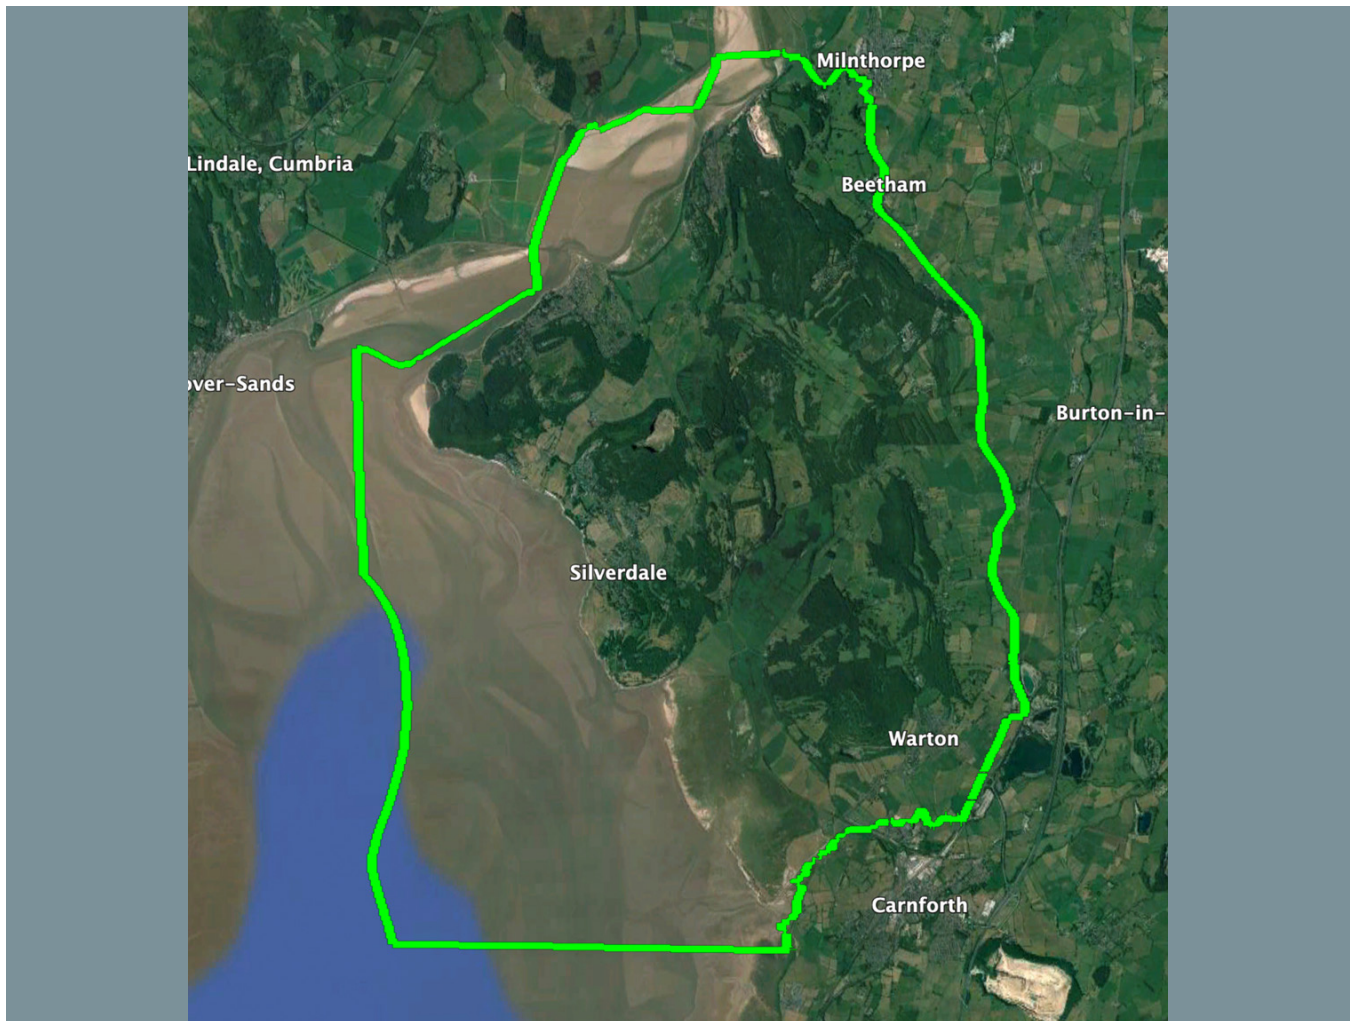 Milnthorpe
Lindale, Cumbria
Beetham
over-Sands
Burton-in-
Silverdale
Warton
Carnforth